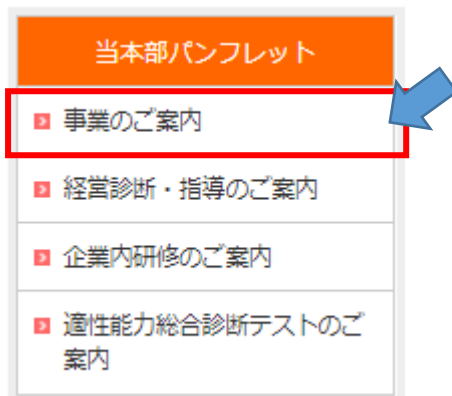 当本部パンフレット
事業のご案内
経営診断・指導のご案内
企業内研修のご案内
適性能力総合診断テストのご
案内